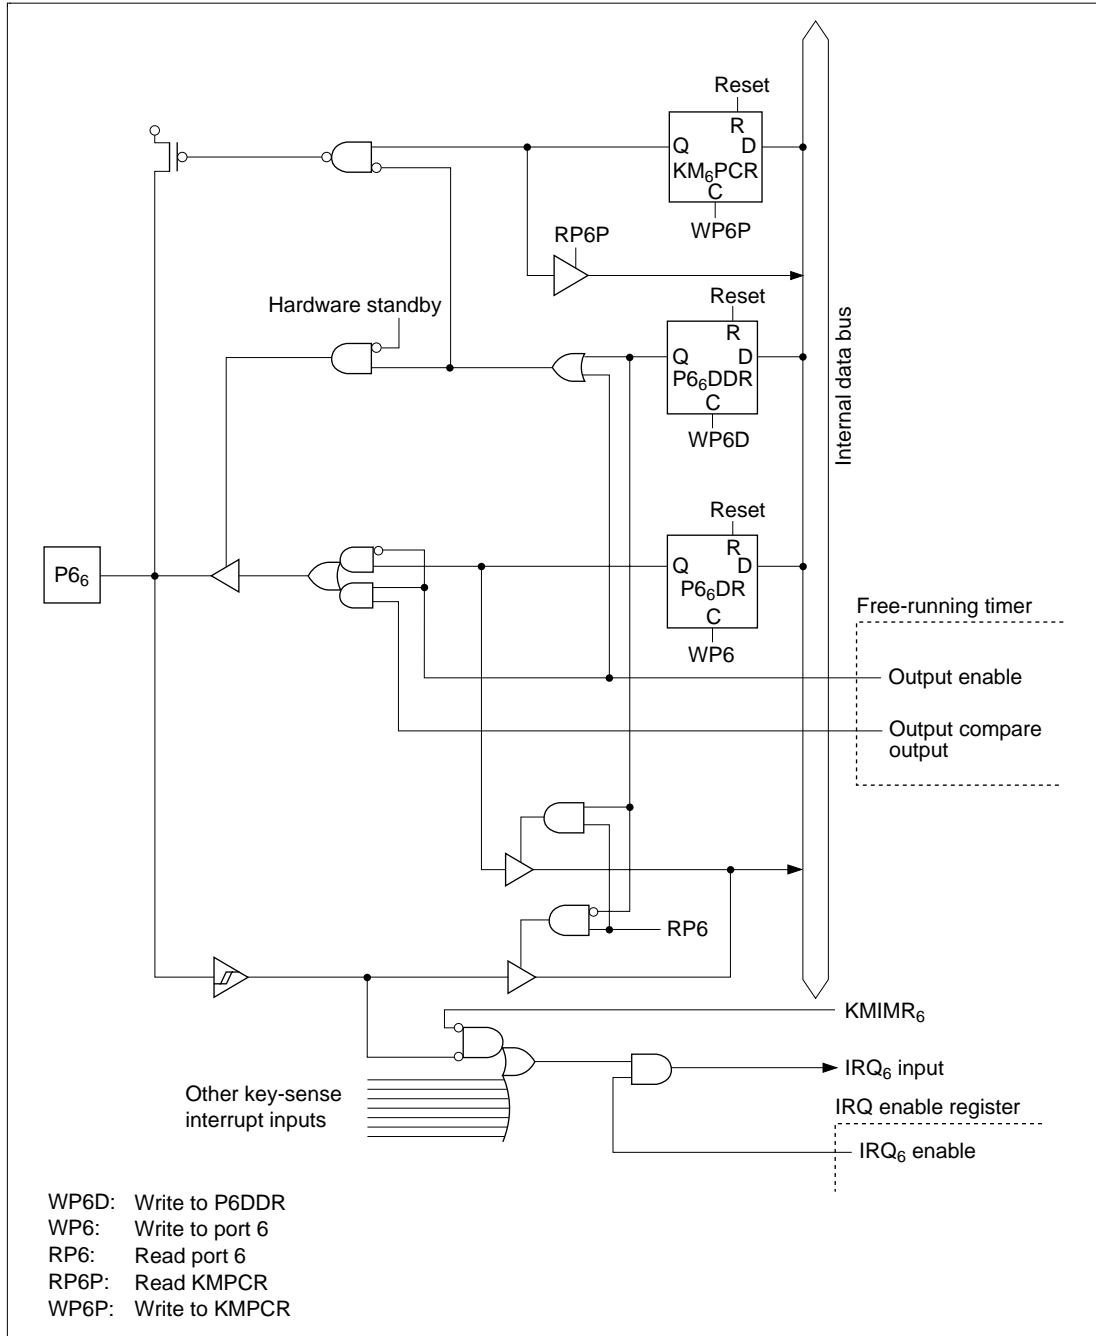 Reset
R
Q D
KM₆PCR
C
WP6P
RP6P
Hardware standby
Reset
R
Q D
P6₆DDR
C
WP6D
Internal data bus
Reset
R
Q D
P6₆DR
C
WP6
P6₆
Free-running timer
Output enable
Output compare
output
RP6
KMIMR₆
IRQ₆ input
Other key-sense
interrupt inputs
IRQ enable register
IRQ₆ enable
WP6D: Write to P6DDR
WP6: Write to port 6
RP6: Read port 6
RP6P: Read KMPCR
WP6P: Write to KMPCR